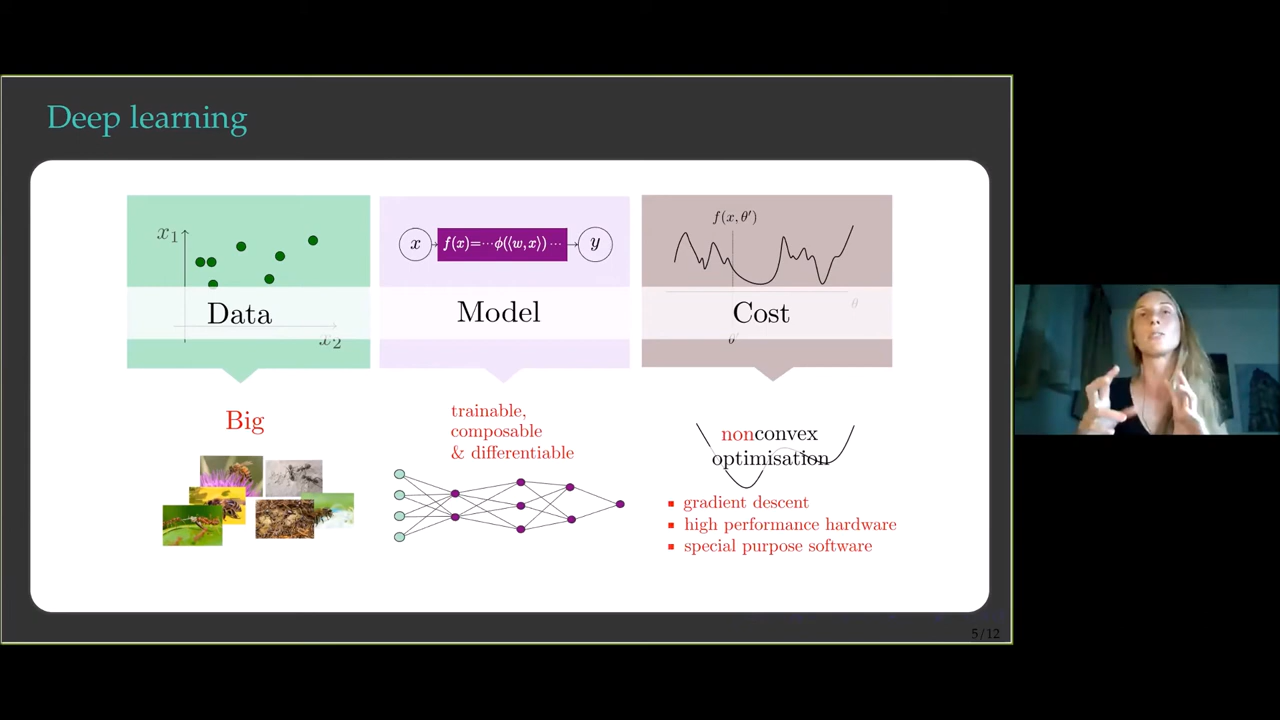 Deep learning
x₁
Data
x₂
x
f(x)=···ϕ(⟨w, x⟩) ···
y
Model
f(x, θ′)
Cost
θ
θ′
Big
trainable,
composable
& differentiable
nonconvex
optimisation
gradient descent
high performance hardware
special purpose software
5/12